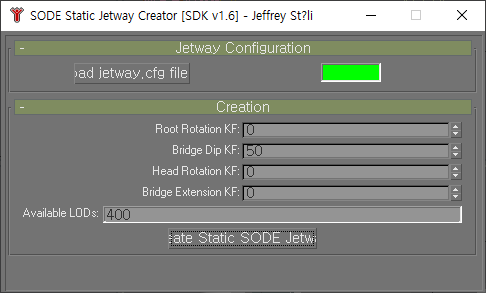 SODE Static Jetway Creator [SDK v1.6] - Jeffrey St?li
- Jetway Configuration
oad jetway.cfg file
- Creation
Root Rotation KF: 0
Bridge Dip KF: 50
Head Rotation KF: 0
Bridge Extension KF: 0
Available LODs: 400
ate Static SODE Jetw